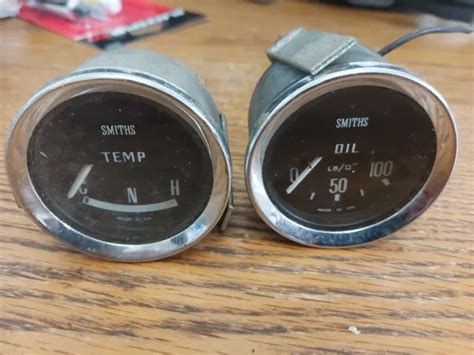 SMITHS
TEMP
C N H
SMITHS
OIL
0 100
LB/□"
50